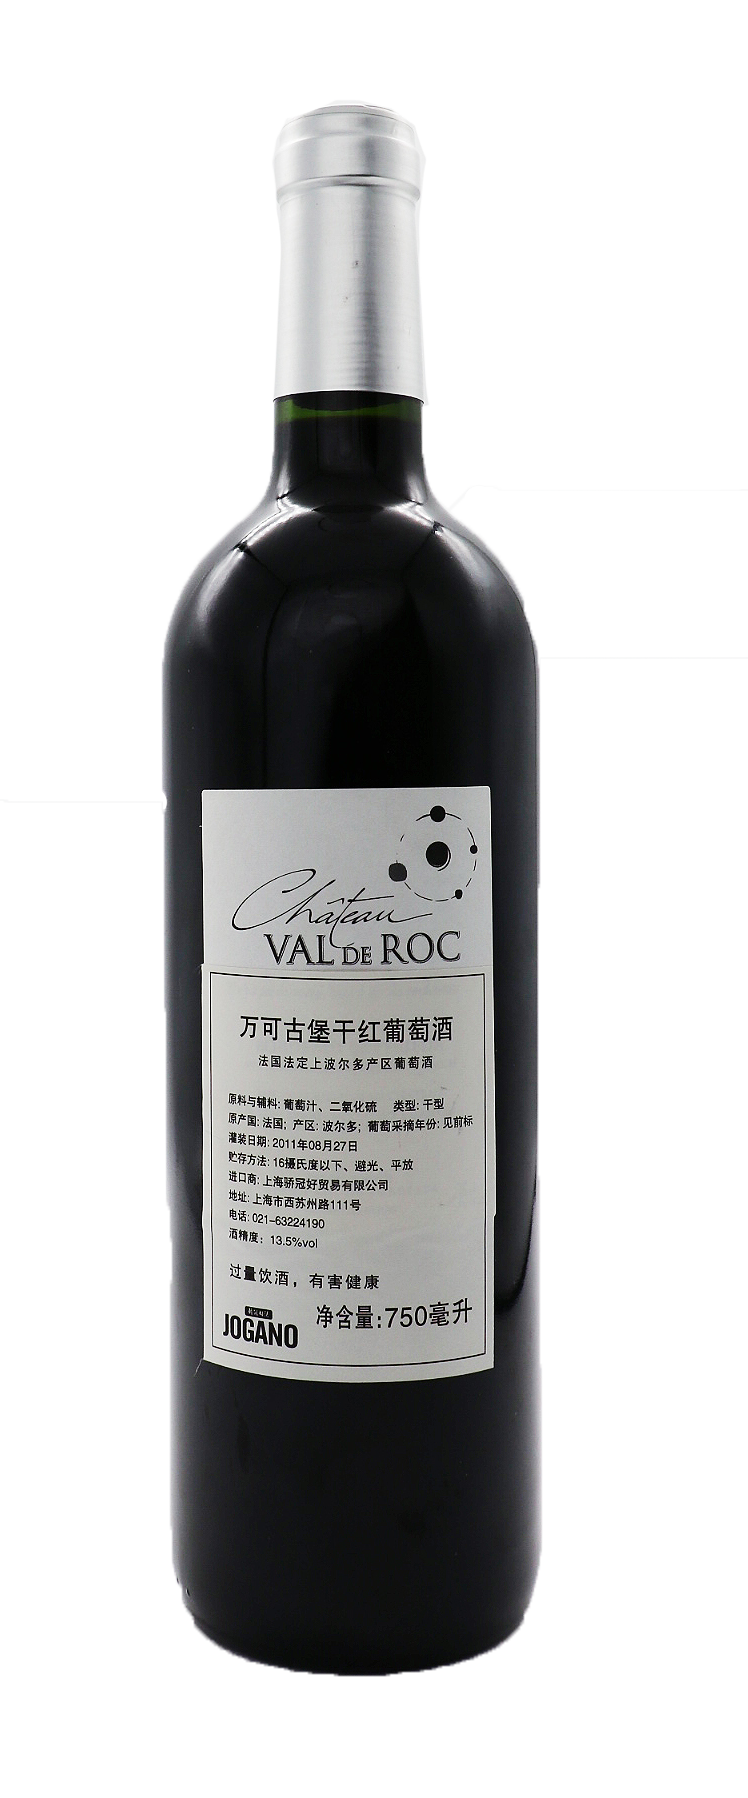 Château
VAL DE ROC
万可古堡干红葡萄酒
法国法定上波尔多产区葡萄酒
原料与辅料: 葡萄汁、二氧化硫 类型: 干型
原产国: 法国; 产区: 波尔多; 葡萄采摘年份: 见前标
灌装日期: 2011年08月27日
贮存方法: 16摄氏度以下、避光、平放
进口商: 上海骄冠好贸易有限公司
地址: 上海市西苏州路111号
电话: 021-63224190
酒精度: 13.5%vol
过量饮酒，有害健康
JOGANO 净含量: 750毫升